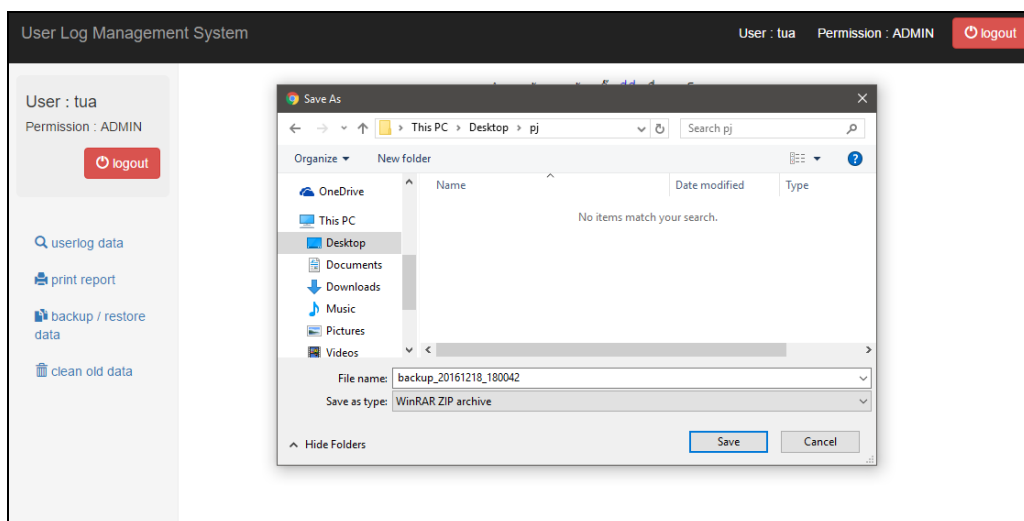 User Log Management System
User : tua Permission : ADMIN logout
User : tua
Permission : ADMIN
logout
userlog data
print report
backup / restore
data
clean old data
Save As
This PC > Desktop > pj
Search pj
Organize New folder
Name Date modified Type
No items match your search.
OneDrive
This PC
Desktop
Documents
Downloads
Music
Pictures
Videos
File name: backup_20161218_180042
Save as type: WinRAR ZIP archive
Hide Folders
Save Cancel